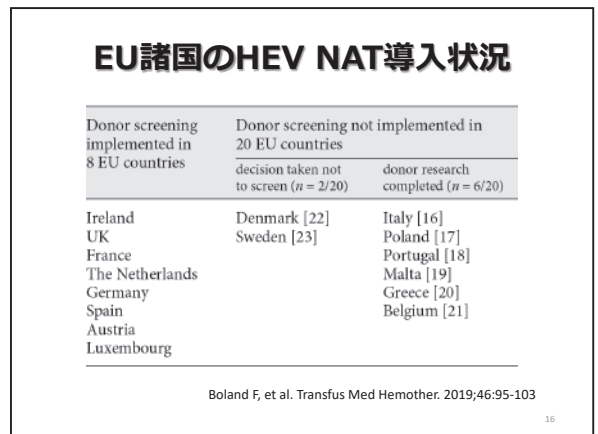 EU諸国のHEV NAT導入状況
Donor screening
implemented in
8 EU countries
Donor screening not implemented in
20 EU countries
decision taken not
to screen (n = 2/20)
donor research
completed (n = 6/20)
Ireland
UK
France
The Netherlands
Germany
Spain
Austria
Luxembourg
Denmark [22]
Sweden [23]
Italy [16]
Poland [17]
Portugal [18]
Malta [19]
Greece [20]
Belgium [21]
Boland F, et al. Transfus Med Hemother. 2019;46:95-103
16